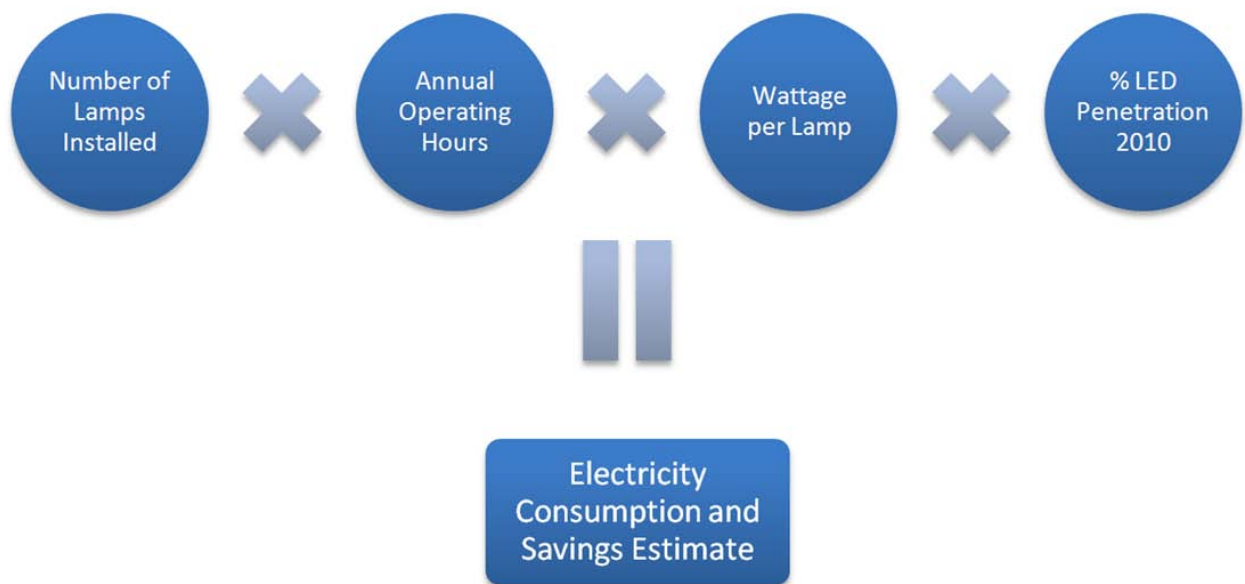 Number of
Lamps
Installed
Annual
Operating
Hours
Wattage
per Lamp
% LED
Penetration
2010
Electricity
Consumption and
Savings Estimate